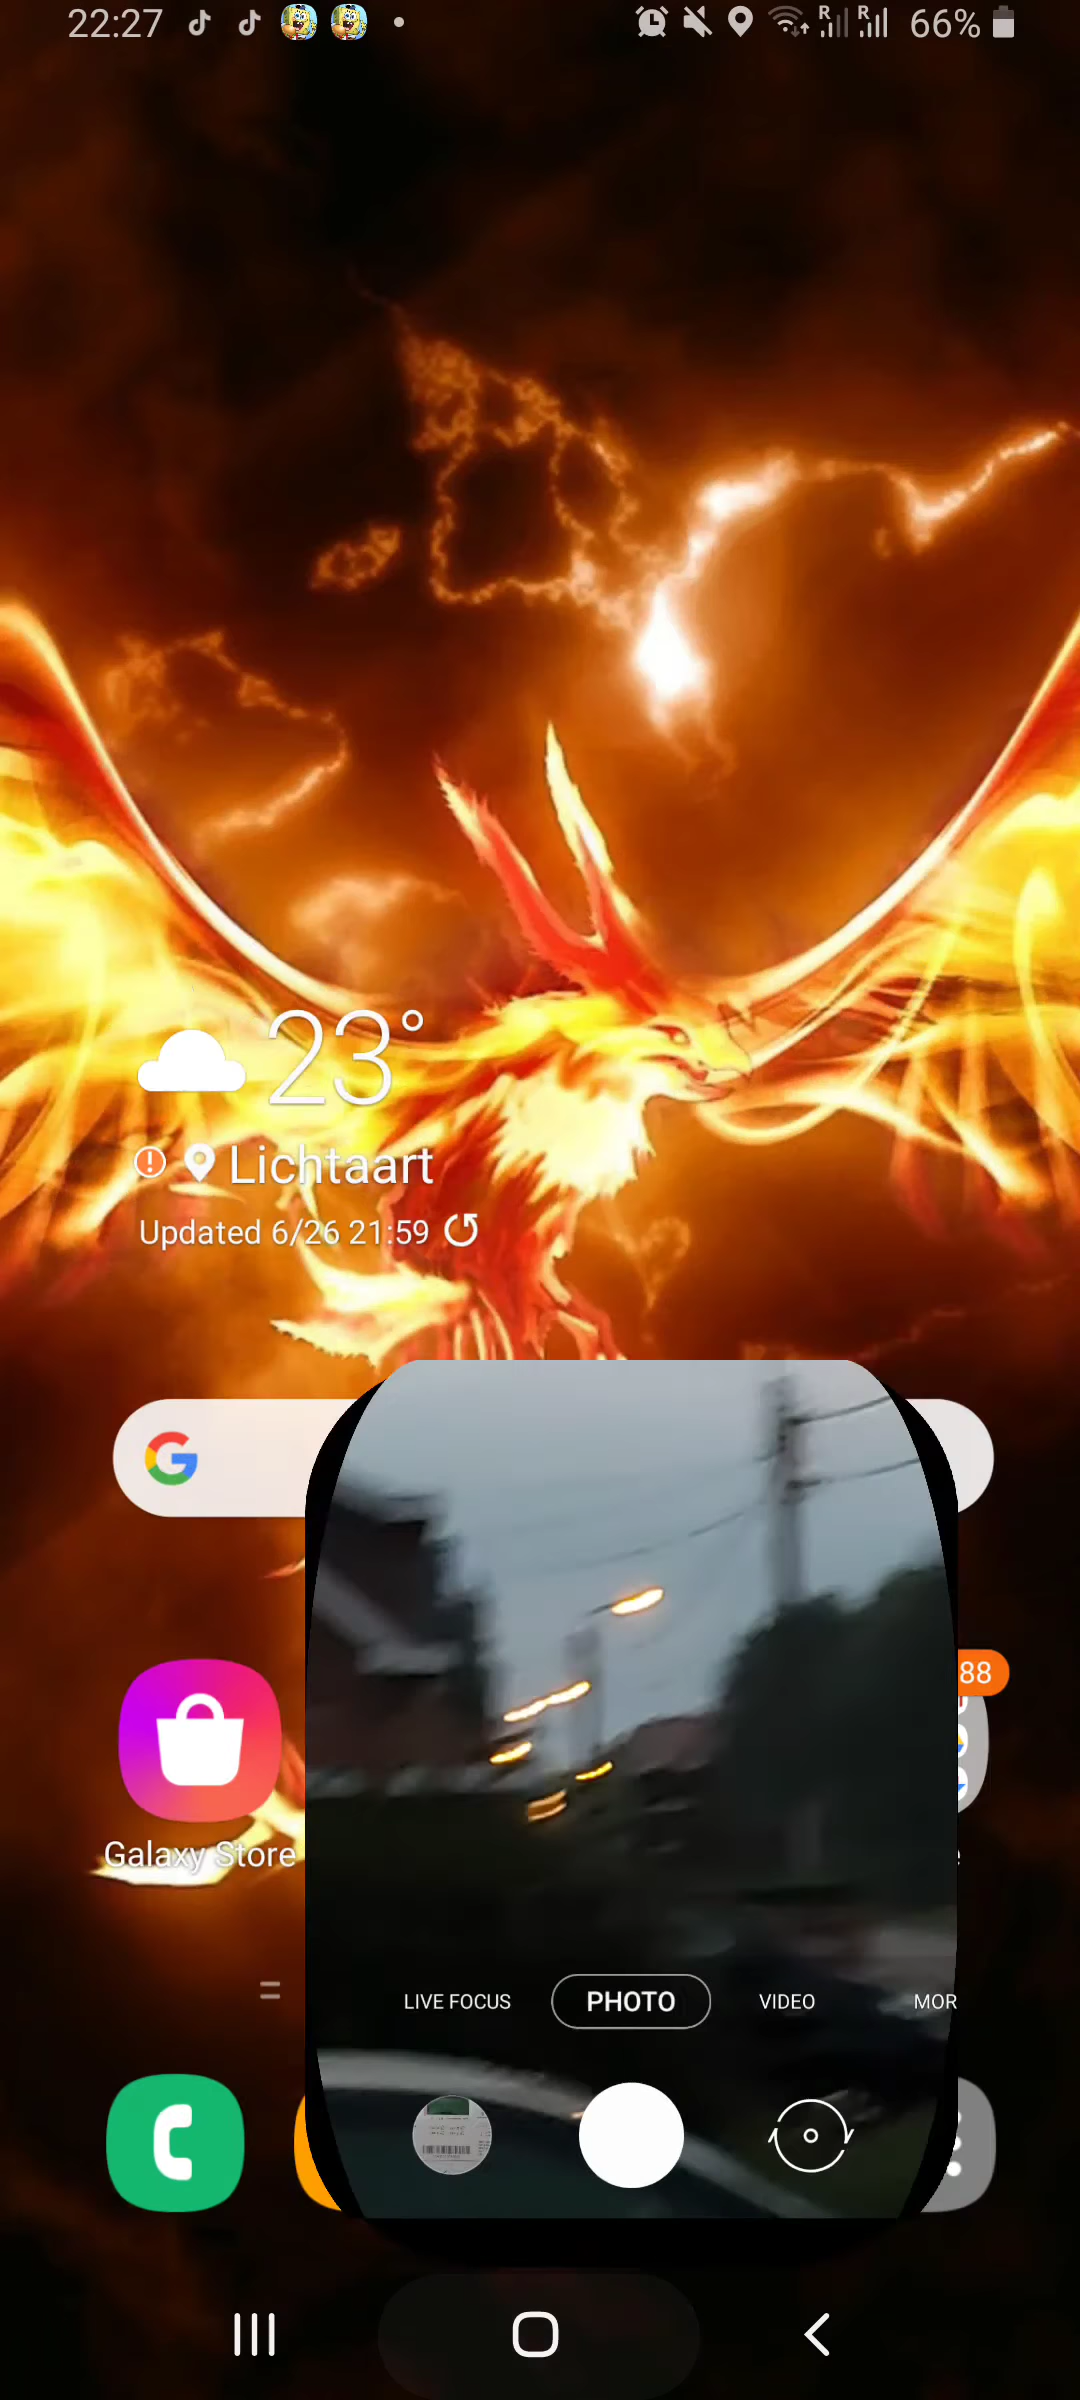 22:27
R R 66%
23°
Lichtaart
Updated 6/26 21:59
G
88
Galaxy Store
LIVE FOCUS PHOTO VIDEO MOR